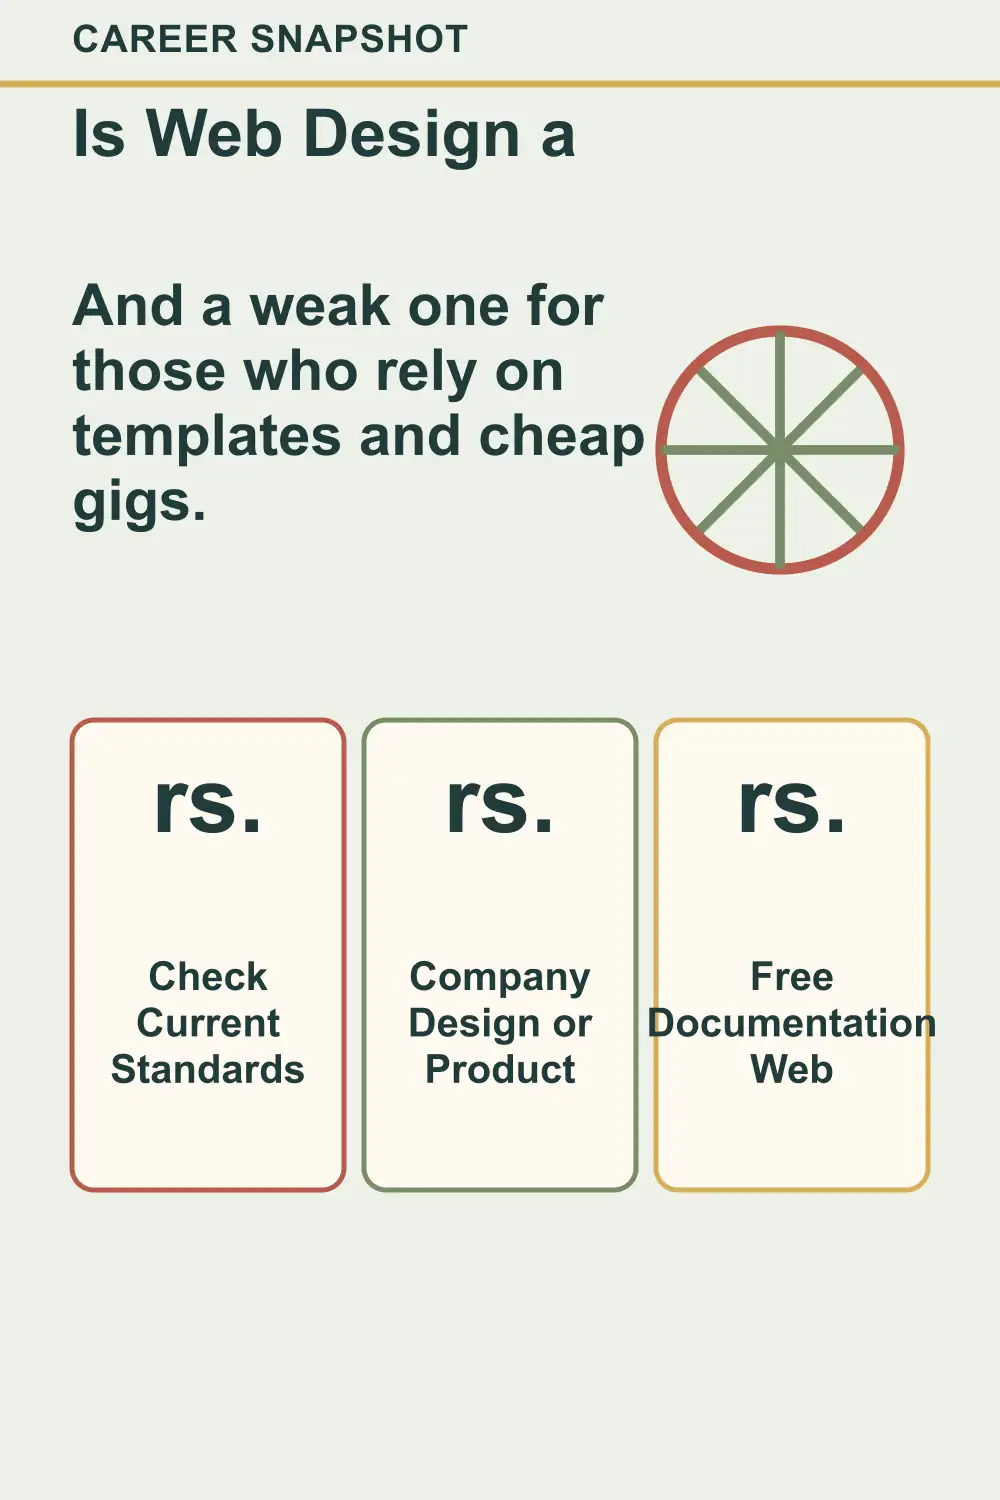 CAREER SNAPSHOT
Is Web Design a
And a weak one for
those who rely on
templates and cheap
gigs.
rs.
Check
Current
Standards
rs.
Company
Design or
Product
rs.
Free
Documentation
Web